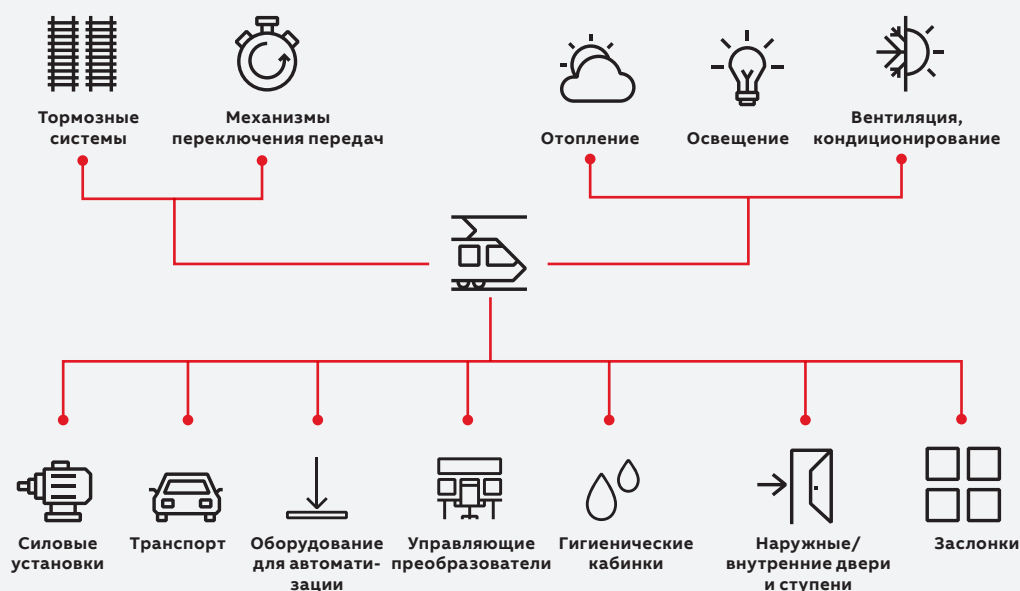 Тормозные
системы
Механизмы
переключения передач
Отопление
Освещение
Вентиляция,
кондиционирование
Силовые
установки
Транспорт
Оборудование
для автомати-
зации
Управляющие
преобразователи
Гигиенические
кабинки
Наружные/
внутренние двери
и ступени
Заслонки